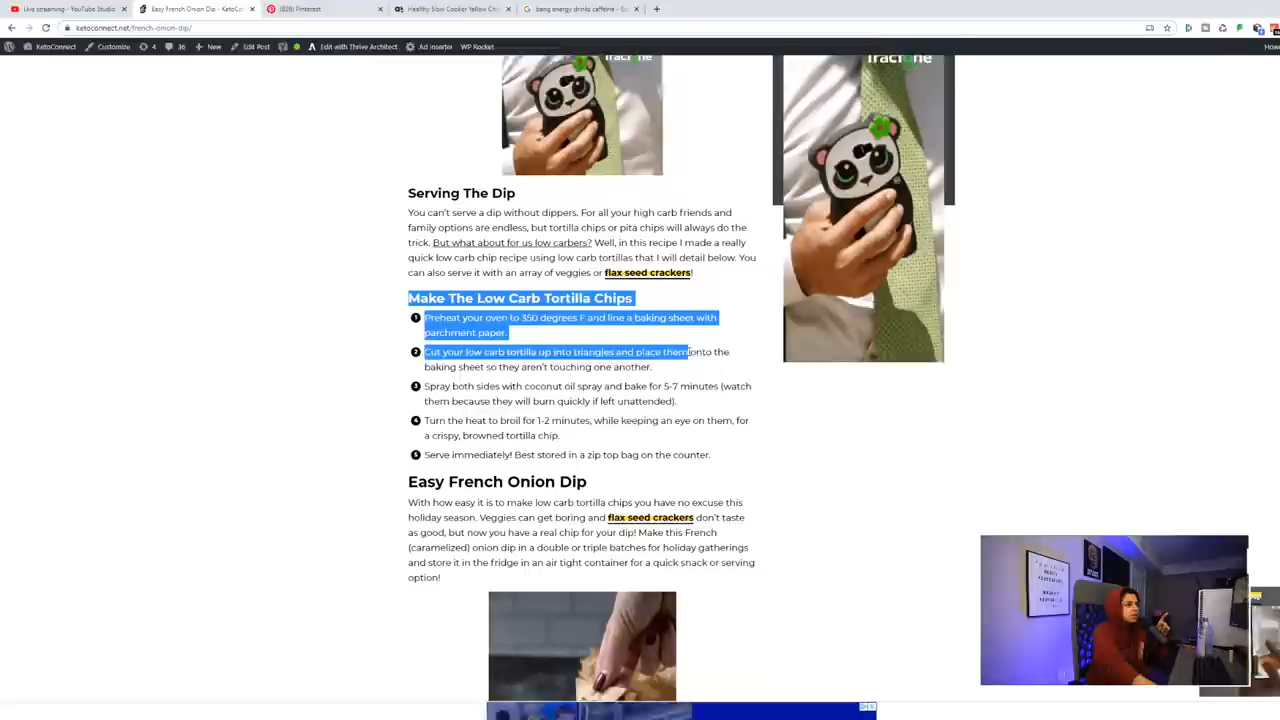 Live streaming - YouTube Studio
Easy French Onion Dip - KetoCo
(826) Pinterest
Healthy Slow Cooker Yellow Chi
bang energy drinks caffeine - Go
ketoconnect.net/french-onion-dip/
KetoConnect
Customize
4
36
New
Edit Post
Edit with Thrive Architect
Ad inserter
WP Rocket
How
Serving The Dip
You can't serve a dip without dippers. For all your high carb friends and
family options are endless, but tortilla chips or pita chips will always do the
trick. But what about for us low carbers? Well, in this recipe I made a really
quick low carb chip recipe using low carb tortillas that I will detail below. You
can also serve it with an array of veggies or flax seed crackers!
Make The Low Carb Tortilla Chips
1 Preheat your oven to 350 degrees F and line a baking sheet with
parchment paper.
2 Cut your low carb tortilla up into triangles and place them onto the
baking sheet so they aren't touching one another.
3 Spray both sides with coconut oil spray and bake for 5-7 minutes (watch
them because they will burn quickly if left unattended).
4 Turn the heat to broil for 1-2 minutes, while keeping an eye on them, for
a crispy, browned tortilla chip.
5 Serve immediately! Best stored in a zip top bag on the counter.
Easy French Onion Dip
With how easy it is to make low carb tortilla chips you have no excuse this
holiday season. Veggies can get boring and flax seed crackers don't taste
as good, but now you have a real chip for your dip! Make this French
(caramelized) onion dip in a double or triple batches for holiday gatherings
and store it in the fridge in an air tight container for a quick snack or serving
option!